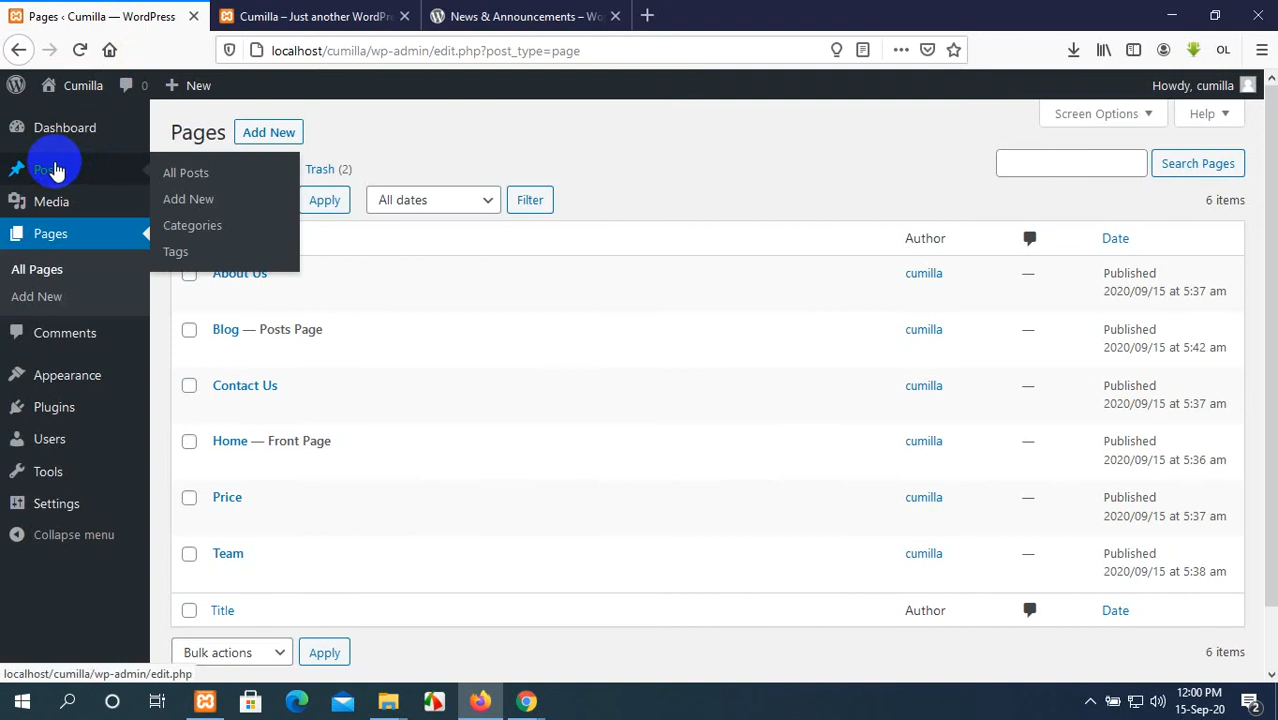 Pages ‹ Cumilla — WordPress
Cumilla – Just another WordPr
News & Announcements – Wo
localhost/cumilla/wp-admin/edit.php?post_type=page
OL
Cumilla
0
New
Howdy, cumilla
Dashboard
Posts
Media
Pages
All Pages
Add New
Comments
Appearance
Plugins
Users
Tools
Settings
Collapse menu
All Posts
Add New
Categories
Tags
Pages
Add New
Screen Options
Help
Trash (2)
Search Pages
Apply
All dates
Filter
6 items
Author
Date
About Us
cumilla
—
Published
2020/09/15 at 5:37 am
Blog — Posts Page
cumilla
—
Published
2020/09/15 at 5:42 am
Contact Us
cumilla
—
Published
2020/09/15 at 5:37 am
Home — Front Page
cumilla
—
Published
2020/09/15 at 5:36 am
Price
cumilla
—
Published
2020/09/15 at 5:37 am
Team
cumilla
—
Published
2020/09/15 at 5:38 am
Title
Author
Date
Bulk actions
Apply
6 items
localhost/cumilla/wp-admin/edit.php
12:00 PM
15-Sep-20
2